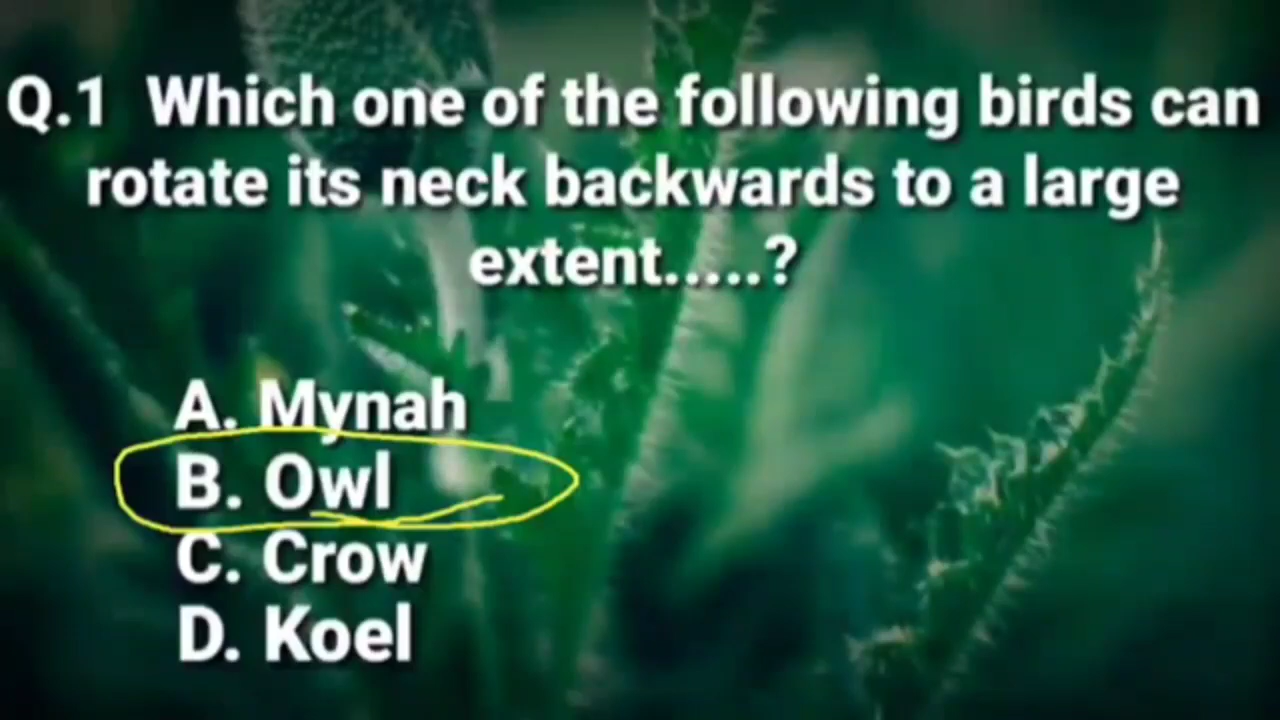 Q.1 Which one of the following birds can
rotate its neck backwards to a large
extent.....?
A. Mynah
B. Owl
C. Crow
D. Koel